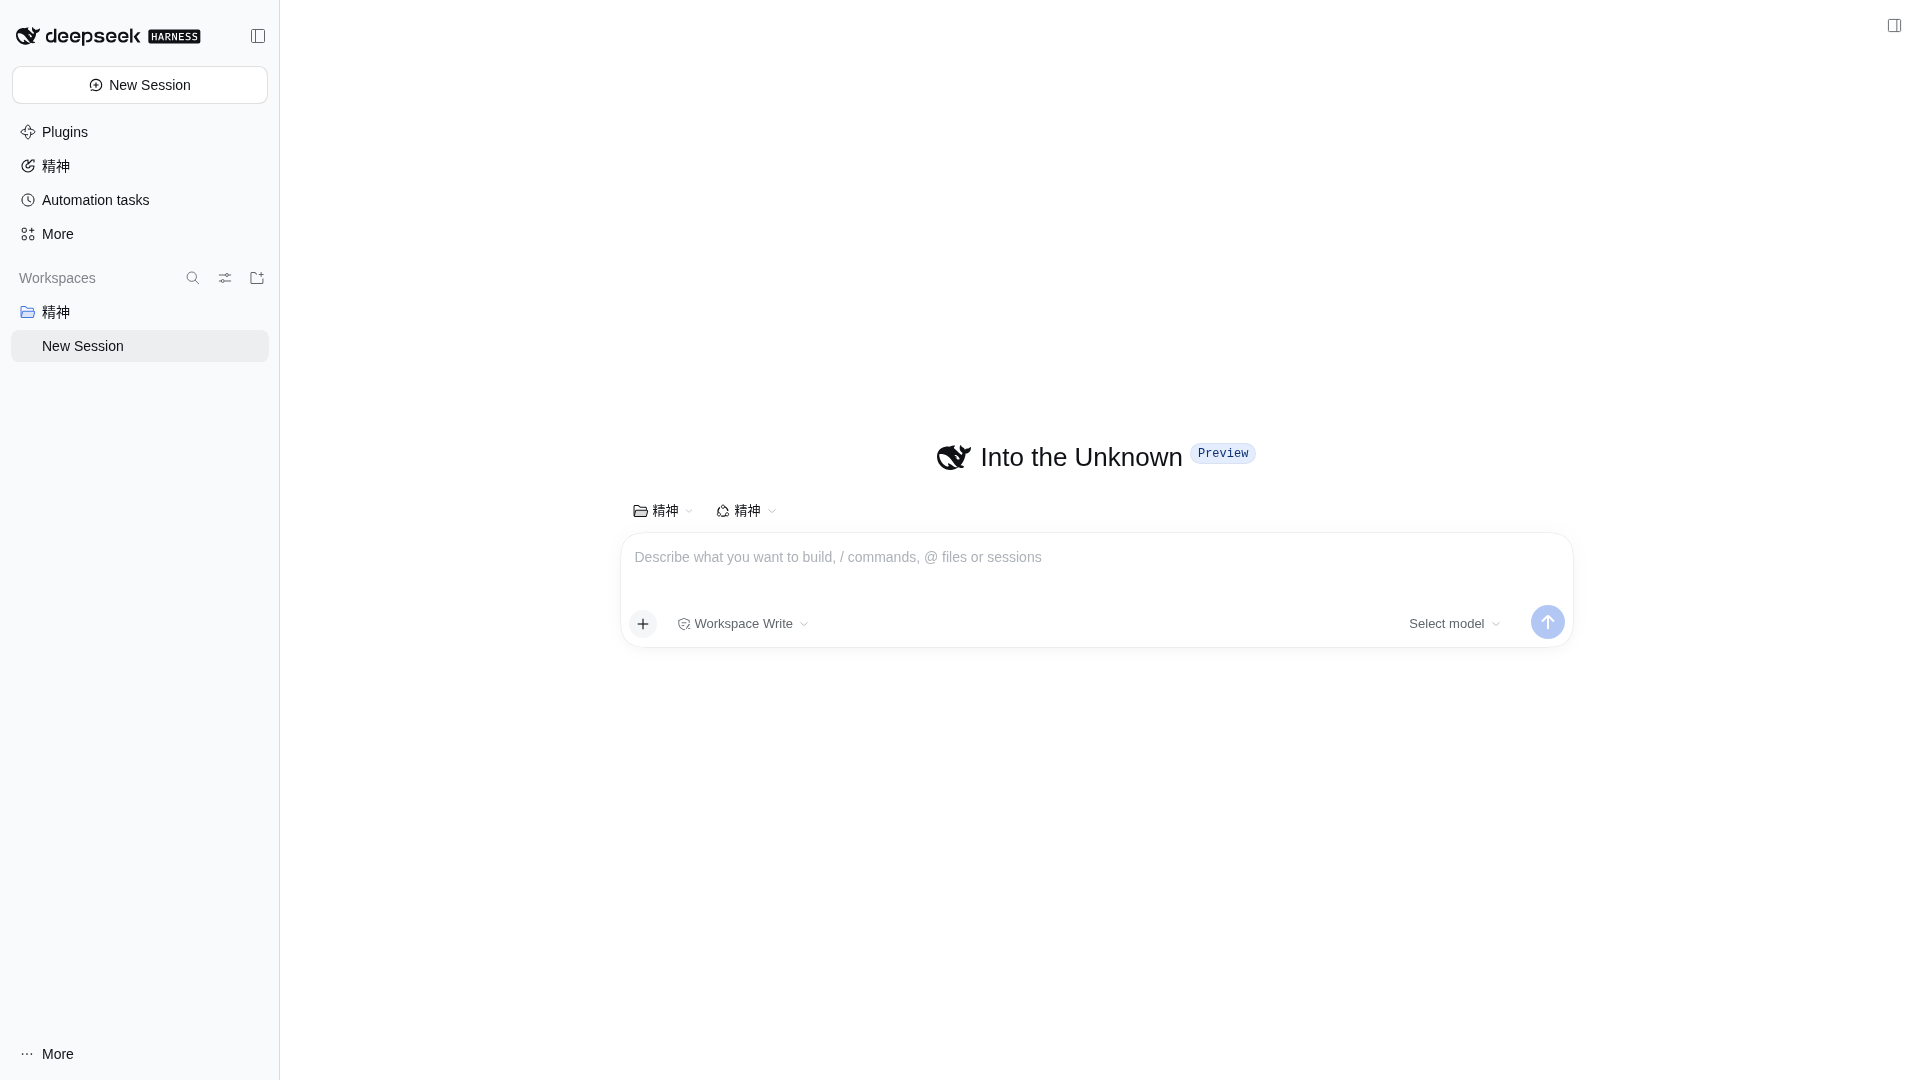 deepseek HARNESS
New Session
Plugins
精神
Automation tasks
More
Workspaces
精神
New Session
Into the Unknown Preview
精神 精神
Describe what you want to build, / commands, @ files or sessions
Workspace Write Select model
More